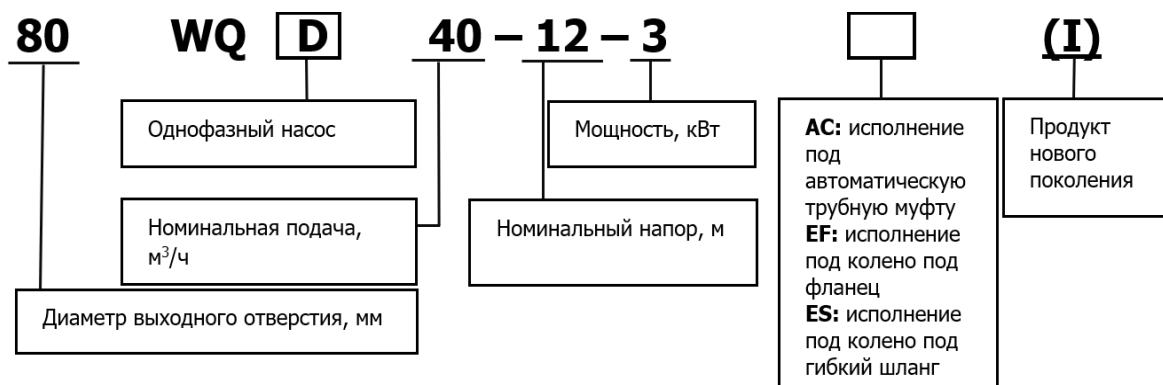 80 WQ D 40 – 12 – 3 (I)
Однофазный насос
Мощность, кВт
АС: исполнение
под
автоматическую
трубную муфту
EF: исполнение
под колено под
фланец
ES: исполнение
под колено под
гибкий шланг
Продукт
нового
поколения
Номинальная подача,
м³/ч
Номинальный напор, м
Диаметр выходного отверстия, мм